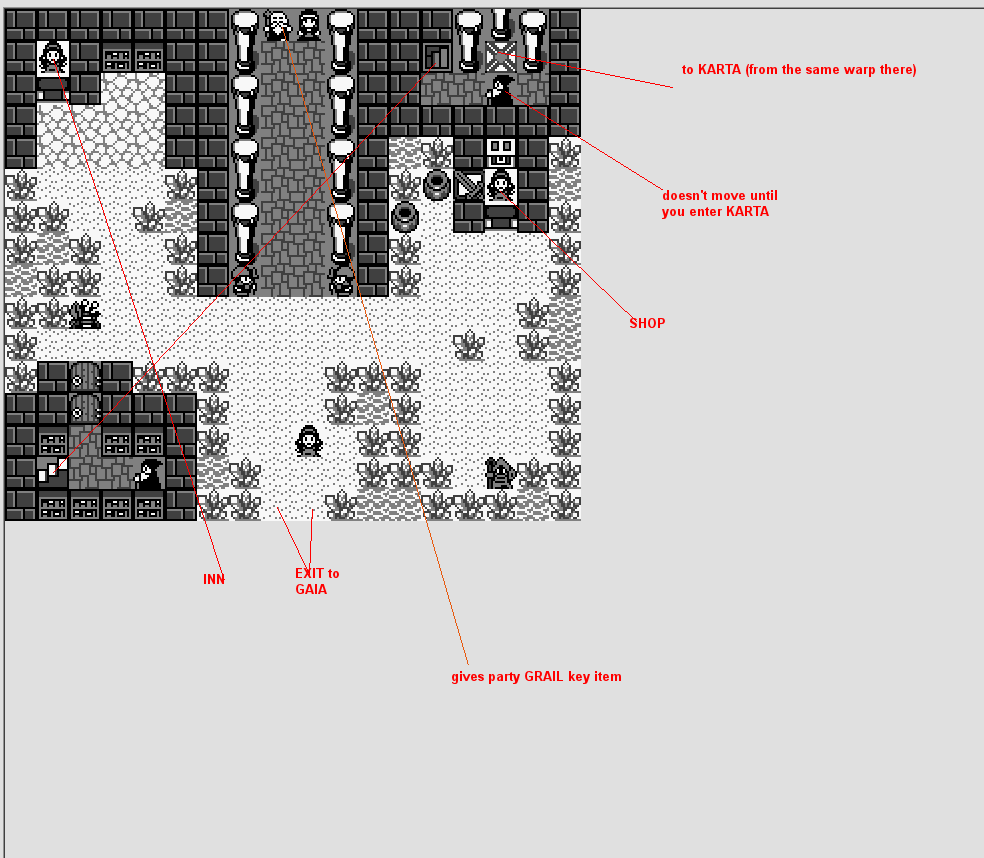 to KARTA (from the same warp there)
doesn't move until
you enter KARTA
SHOP
INN
EXIT to
GAIA
gives party GRAIL key item